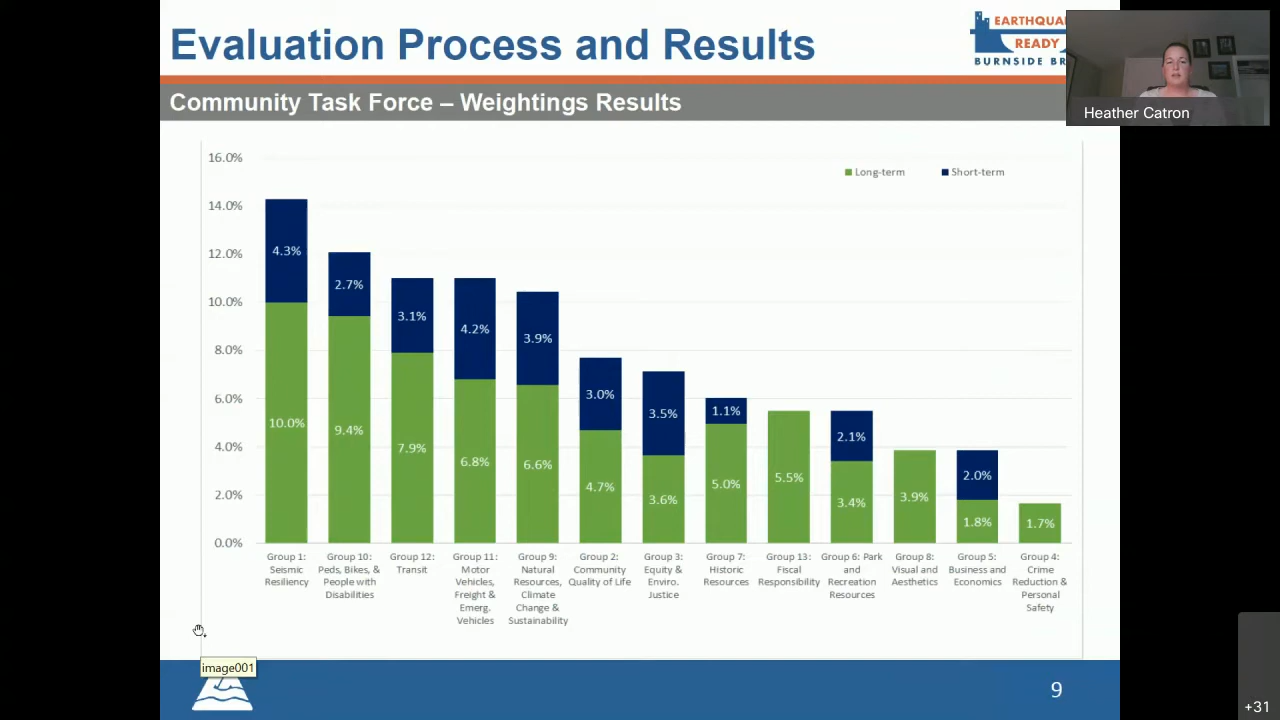 Evaluation Process and Results
EARTHQUA
READY
BURNSIDE BR
Heather Catron
Community Task Force – Weightings Results
16.0%
14.0%
12.0%
10.0%
8.0%
6.0%
4.0%
2.0%
0.0%
Long-term
Short-term
4.3%
10.0%
2.7%
9.4%
3.1%
7.9%
4.2%
6.8%
3.9%
6.6%
3.0%
4.7%
3.5%
3.6%
1.1%
5.0%
5.5%
2.1%
3.4%
3.9%
2.0%
1.8%
1.7%
Group 1:
Seismic
Resiliency
Group 10:
Peds, Bikes, &
People with
Disabilities
Group 12:
Transit
Group 11:
Motor
Vehicles,
Freight &
Emerg.
Vehicles
Group 9:
Natural
Resources,
Climate
Change &
Sustainability
Group 2:
Community
Quality of Life
Group 3:
Equity &
Enviro.
Justice
Group 7:
Historic
Resources
Group 13:
Fiscal
Responsibility
Group 6: Park
and
Recreation
Resources
Group 8:
Visual and
Aesthetics
Group 5:
Business and
Economics
Group 4:
Crime
Reduction &
Personal
Safety
image001
9
+31